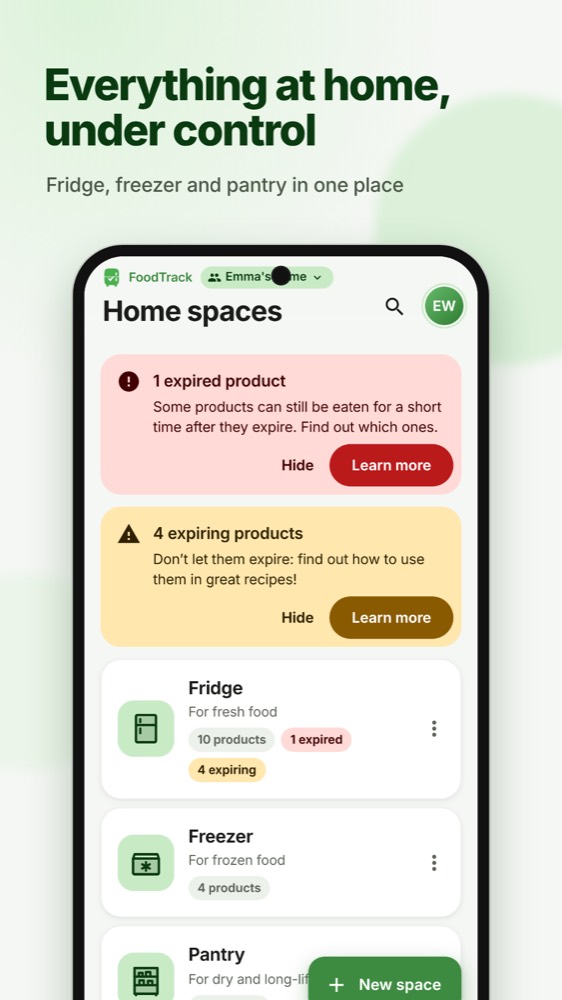 Everything at home,
under control
Fridge, freezer and pantry in one place
FoodTrack
Emma's
Home spaces
EW
1 expired product
Some products can still be eaten for a short
time after they expire. Find out which ones.
Hide
Learn more
4 expiring products
Don’t let them expire: find out how to use
them in great recipes!
Hide
Learn more
Fridge
For fresh food
10 products
1 expired
4 expiring
Freezer
For frozen food
4 products
Pantry
For dry and
New space